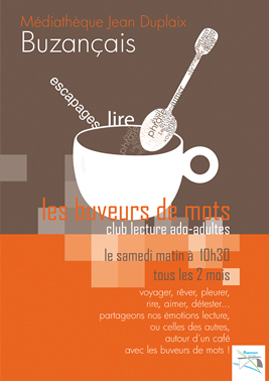 Médiathèque Jean Duplaix
Buzançais
escapages
lire
les buveurs de mots
club lecture ado-adultes
le samedi matin à 10h30
tous les 2 mois
voyager, rêver, pleurer,
rire, aimer, détester...
partageons nos émotions lecture,
ou celles des autres,
autour d'un café
avec les buveurs de mots !